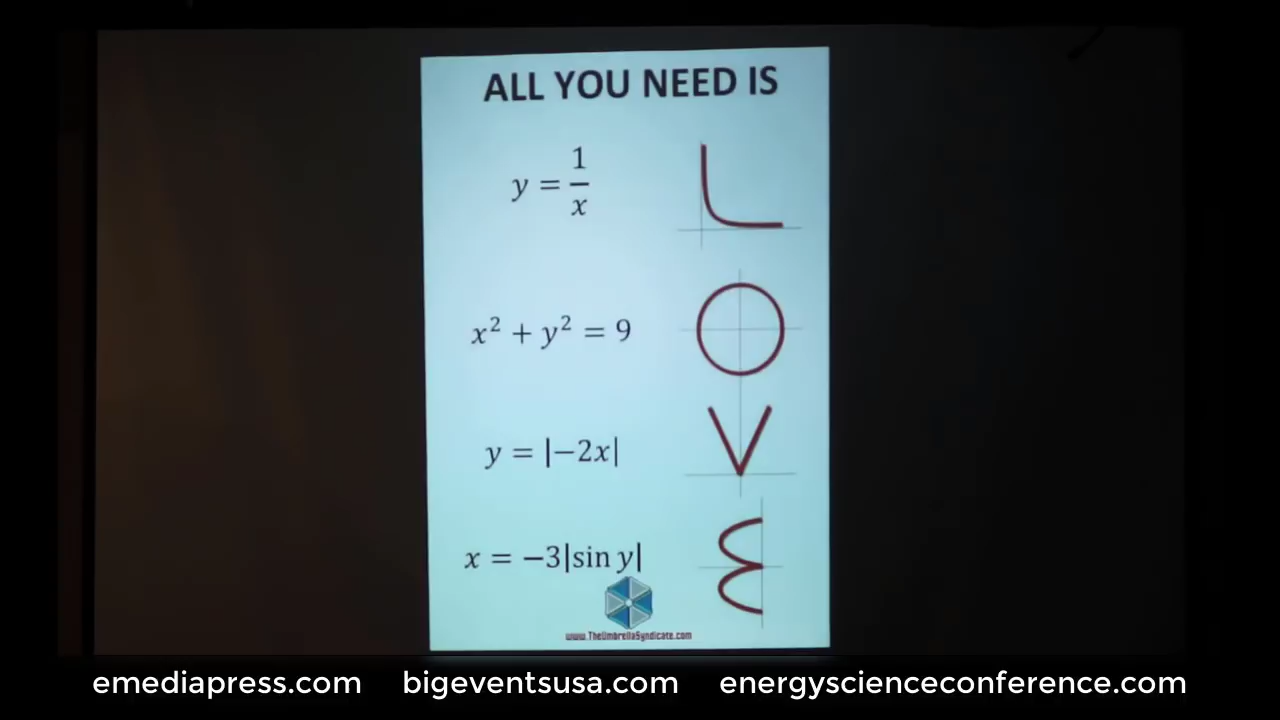 ALL YOU NEED IS
y = 1/x
x² + y² = 9
y = |−2x|
x = −3|sin y|
www.TheUmbrellaSyndicate.com
emediapress.com bigeventsusa.com energyscienceconference.com